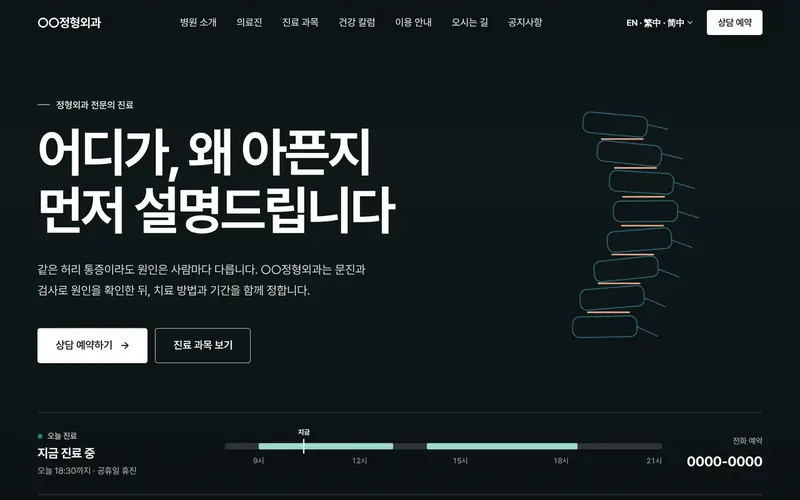 〇〇정형외과
병원 소개
의료진
진료 과목
건강 칼럼
이용 안내
오시는 길
공지사항
EN · 繁中 · 简中
상담 예약
정형외과 전문의 진료
어디가, 왜 아픈지
먼저 설명드립니다
같은 허리 통증이라도 원인은 사람마다 다릅니다. 〇〇정형외과는 문진과
검사로 원인을 확인한 뒤, 치료 방법과 기간을 함께 정합니다.
상담 예약하기 →
진료 과목 보기
오늘 진료
지금 진료 중
오늘 18:30까지 · 공휴일 휴진
지금
9시
12시
15시
18시
21시
전화 예약
0000-0000